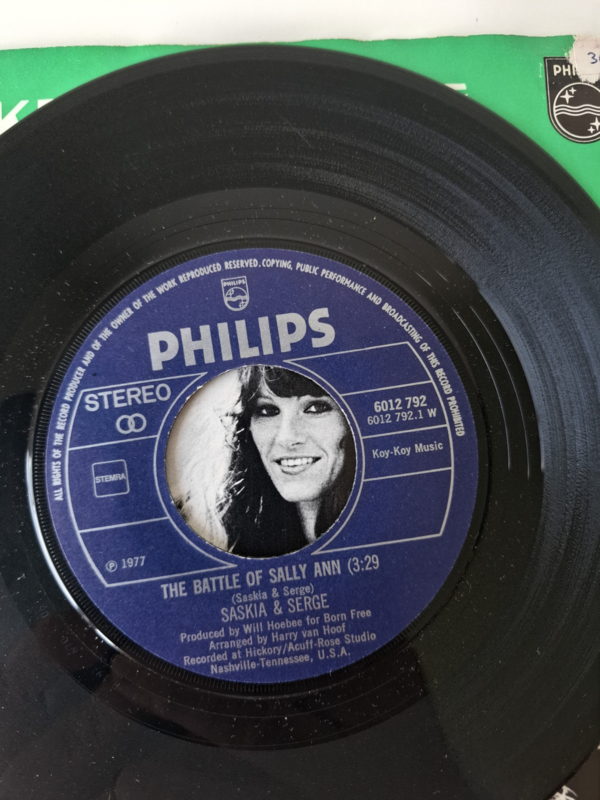 PHILIPS
ALL RIGHTS OF THE RECORD PRODUCER AND OF THE OWNER OF THE WORK REPRODUCED RESERVED. COPYING, PUBLIC PERFORMANCE AND BROADCASTING OF THIS RECORD PROHIBITED
PHILIPS
PHILIPS
STEREO
6012 792
6012 792.1 W
Koy-Koy Music
STEMRA
Ⓟ 1977
THE BATTLE OF SALLY ANN (3:29
(Saskia & Serge)
SASKIA & SERGE
Produced by Will Hoebee for Born Free
Arranged by Harry van Hoof
Recorded at Hickory/Acuff-Rose Studio
Nashville-Tennessee, U.S.A.